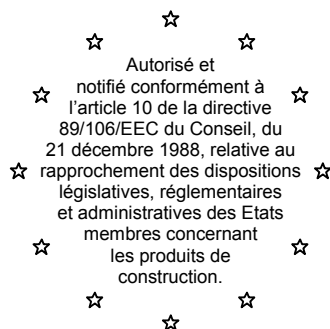 Autorisé et
notifié conformément à
l’article 10 de la directive
89/106/EEC du Conseil, du
21 décembre 1988, relative au
rapprochement des dispositions
législatives, réglementaires
et administratives des Etats
membres concernant
les produits de
construction.